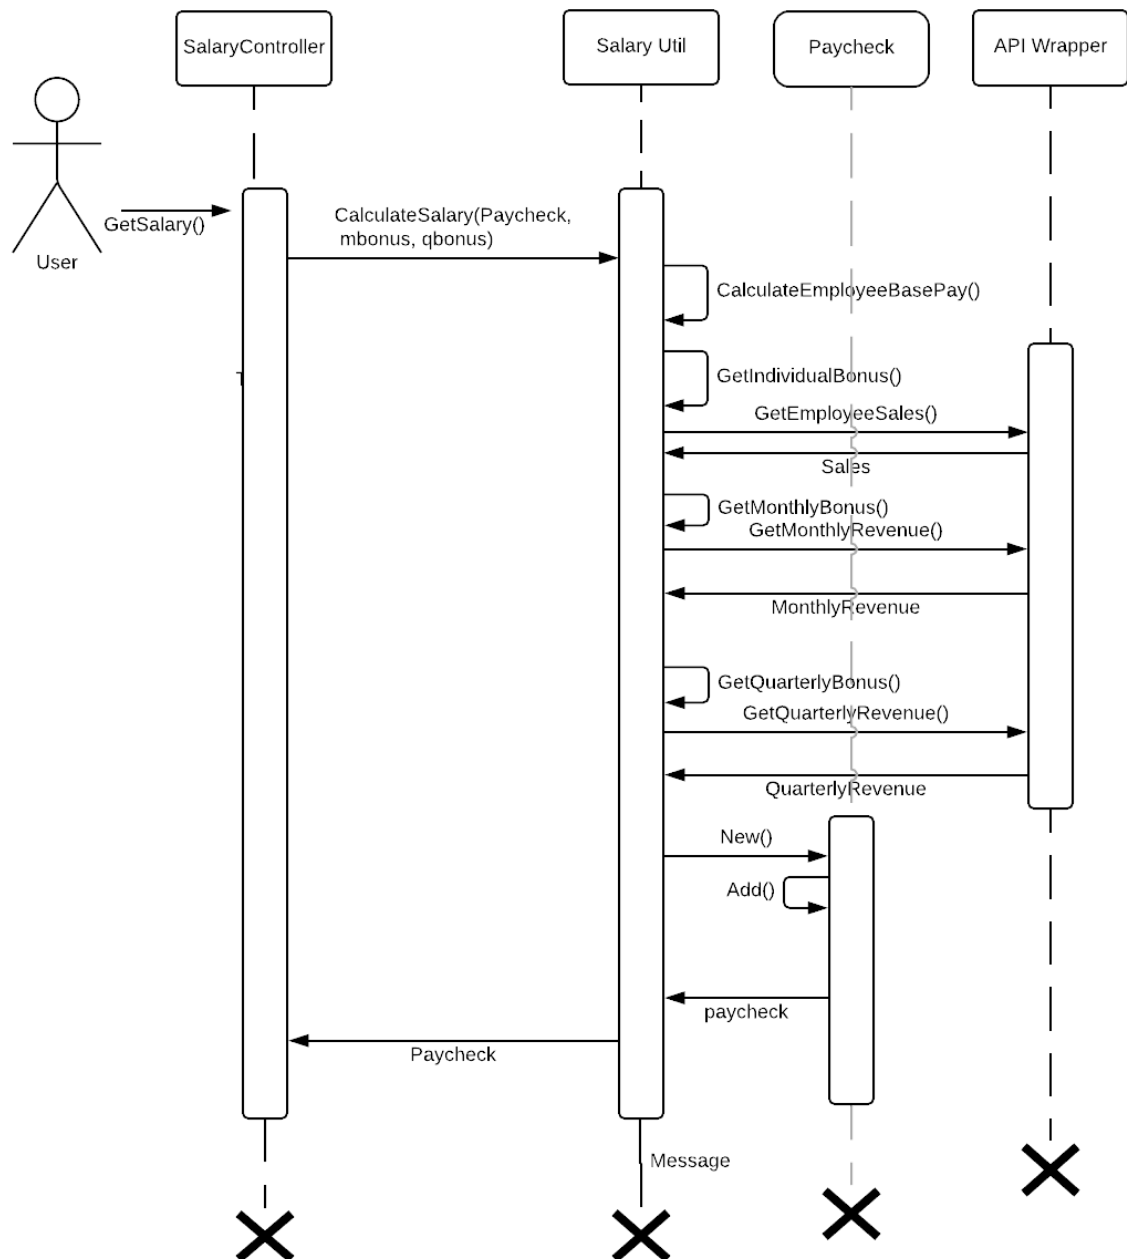 SalaryController
Salary Util
Paycheck
API Wrapper
GetSalary()
User
CalculateSalary(Paycheck,
mbonus, qbonus)
CalculateEmployeeBasePay()
GetIndividualBonus()
GetEmployeeSales()
Sales
GetMonthlyBonus()
GetMonthlyRevenue()
MonthlyRevenue
GetQuarterlyBonus()
GetQuarterlyRevenue()
QuarterlyRevenue
New()
Add()
paycheck
Paycheck
Message